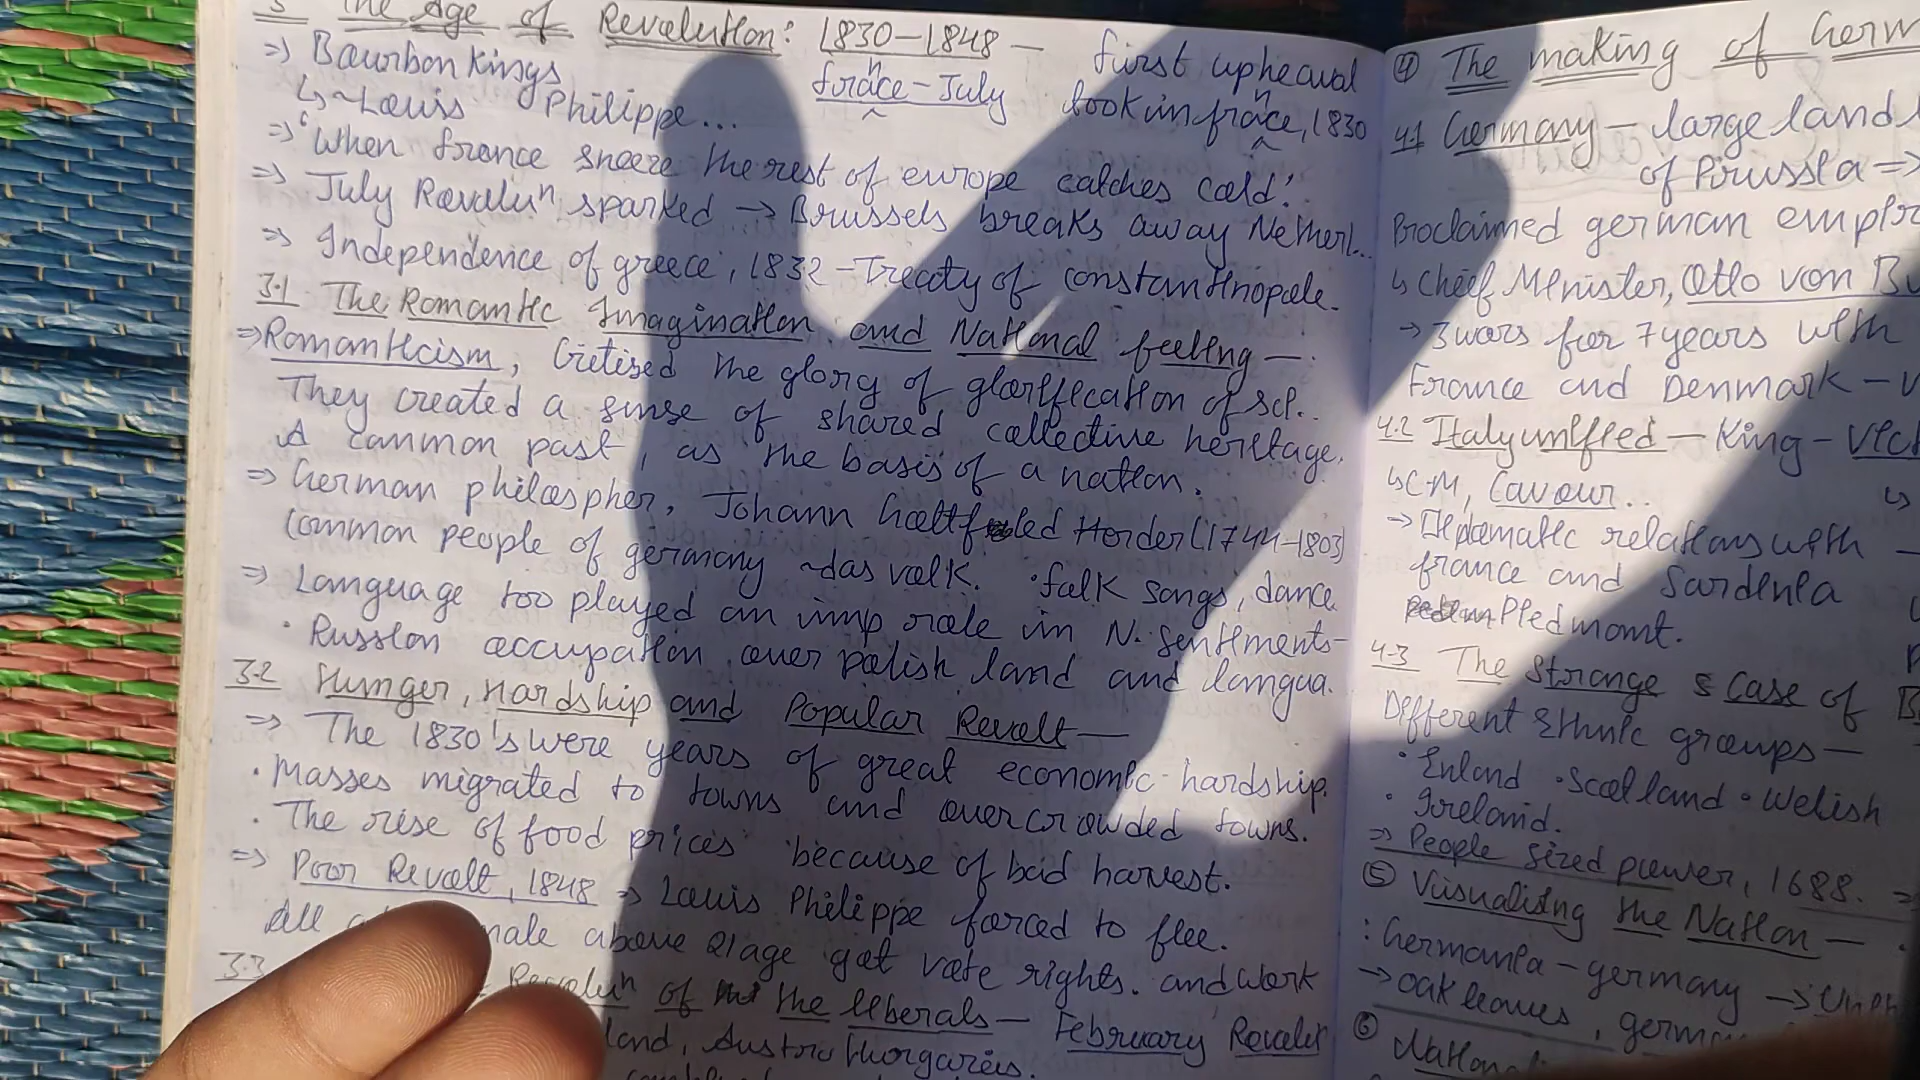 3 The Age of Revolution: 1830-1848 -
=> Bourbon Kings
france - July
first upheaval
took in france, 1830
↳ ~Louis Philippe...
=> 'When france sneeze the rest of europe catches cold'.
=> July Revoluⁿ sparked → Brussels breaks away Netherl...
=> Independence of greece, 1832 - Treaty of constantinopole.
3.1 The Romantic Imagination and National feeling -
=> Romanticism, Critised the glory of glorification of sci..
They created a sense of shared collective heritage.
A common past, as the basis of a nation.
=> German philospher, Johann Gottfried Herder (1744-1803)
Common people of germany ~das volk. · folk songs, dance
=> Language too played an imp role in N. Sentiments-
· Russion occupation over polish land and langua.
3.2 Hunger, Hardship and Popular Revolt -
=> The 1830's were years of great economic hardship.
· Masses migrated to towns and overcrowded towns.
· The rise of food prices because of bad harvest.
=> Poor Revolt, 1848 => Louis Philippe forced to flee.
All male above 21 age get vote rights. and work
3.3 Revoluⁿ of the liberals - February Revolut
land, Austro Hungaries.
④ The making of Germ
4.1 Germany - large land
of Prussia =>
Proclaimed german empir
↳ Chief Minister, Otto von Bu
→ 3 wars for 7 years with
France and Denmark -
4.2 Italy unified - King - Vic
↳ C.M, Cavour..
→ Diplomatic relations with -
france and Sardinia
Piedmont.
4.3 The Strange Case of B
Different Ethnic groups -
· Enland · Scotland · Welish
· Ireland.
=> People sized power, 1688. =>
⑤ Visualiting the Nation -
: Germania - germany →
→ oak leaves, germ
⑥ Nation